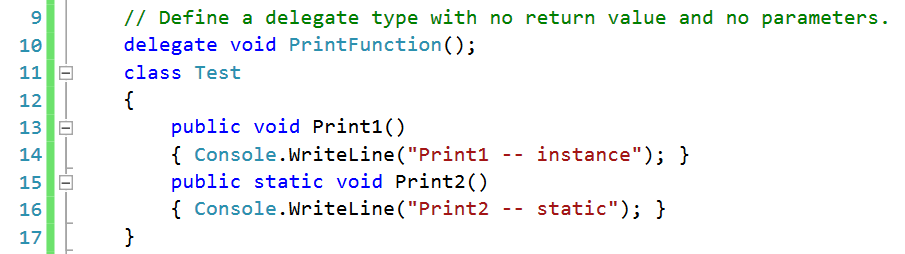 9 // Define a delegate type with no return value and no parameters.
10 delegate void PrintFunction();
11 class Test
12 {
13 public void Print1()
14 { Console.WriteLine("Print1 -- instance"); }
15 public static void Print2()
16 { Console.WriteLine("Print2 -- static"); }
17 }